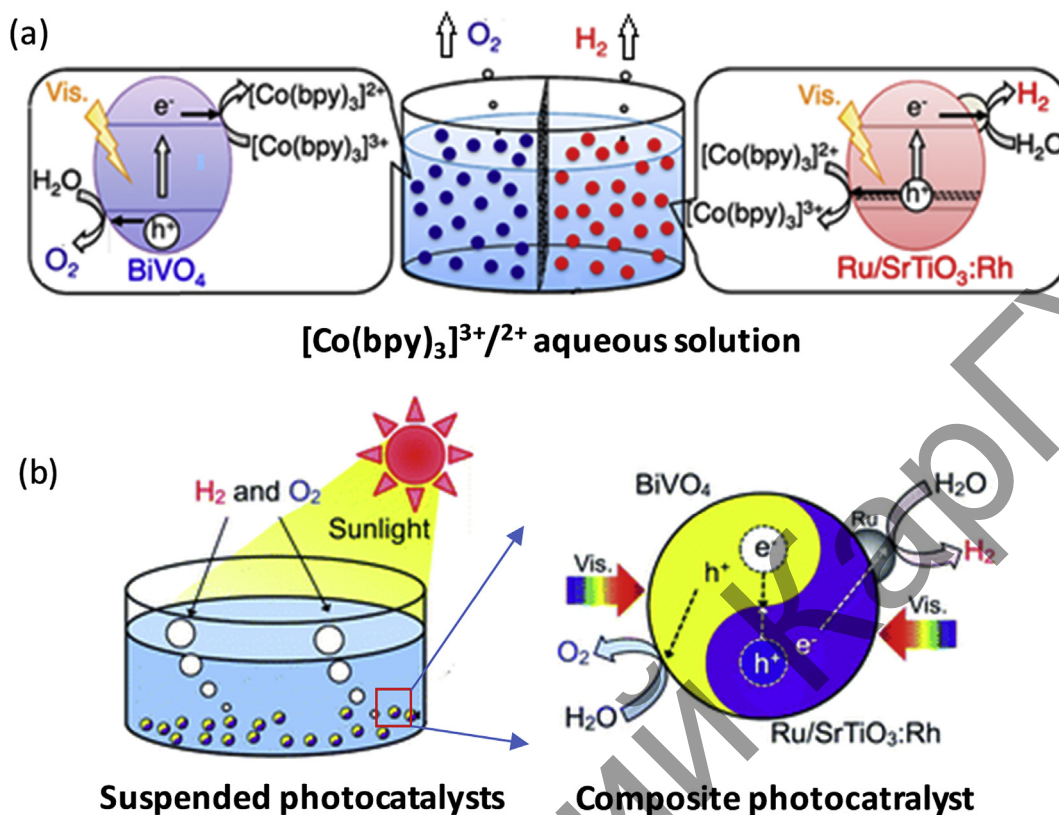 (a)
O₂
H₂
Vis.
e⁻
[Co(bpy)₃]²⁺
[Co(bpy)₃]³⁺
H₂O
h⁺
O₂
BiVO₄
Vis.
e⁻
H₂
H₂O
[Co(bpy)₃]²⁺
[Co(bpy)₃]³⁺
h⁺
Ru/SrTiO₃:Rh
[Co(bpy)₃]³⁺/²⁺ aqueous solution
(b)
H₂ and O₂
Sunlight
BiVO₄
H₂O
Ru
H₂
e⁻
h⁺
Vis.
Vis.
O₂
h⁺
e⁻
H₂O
Ru/SrTiO₃:Rh
Suspended photocatalysts
Composite photocatralyst